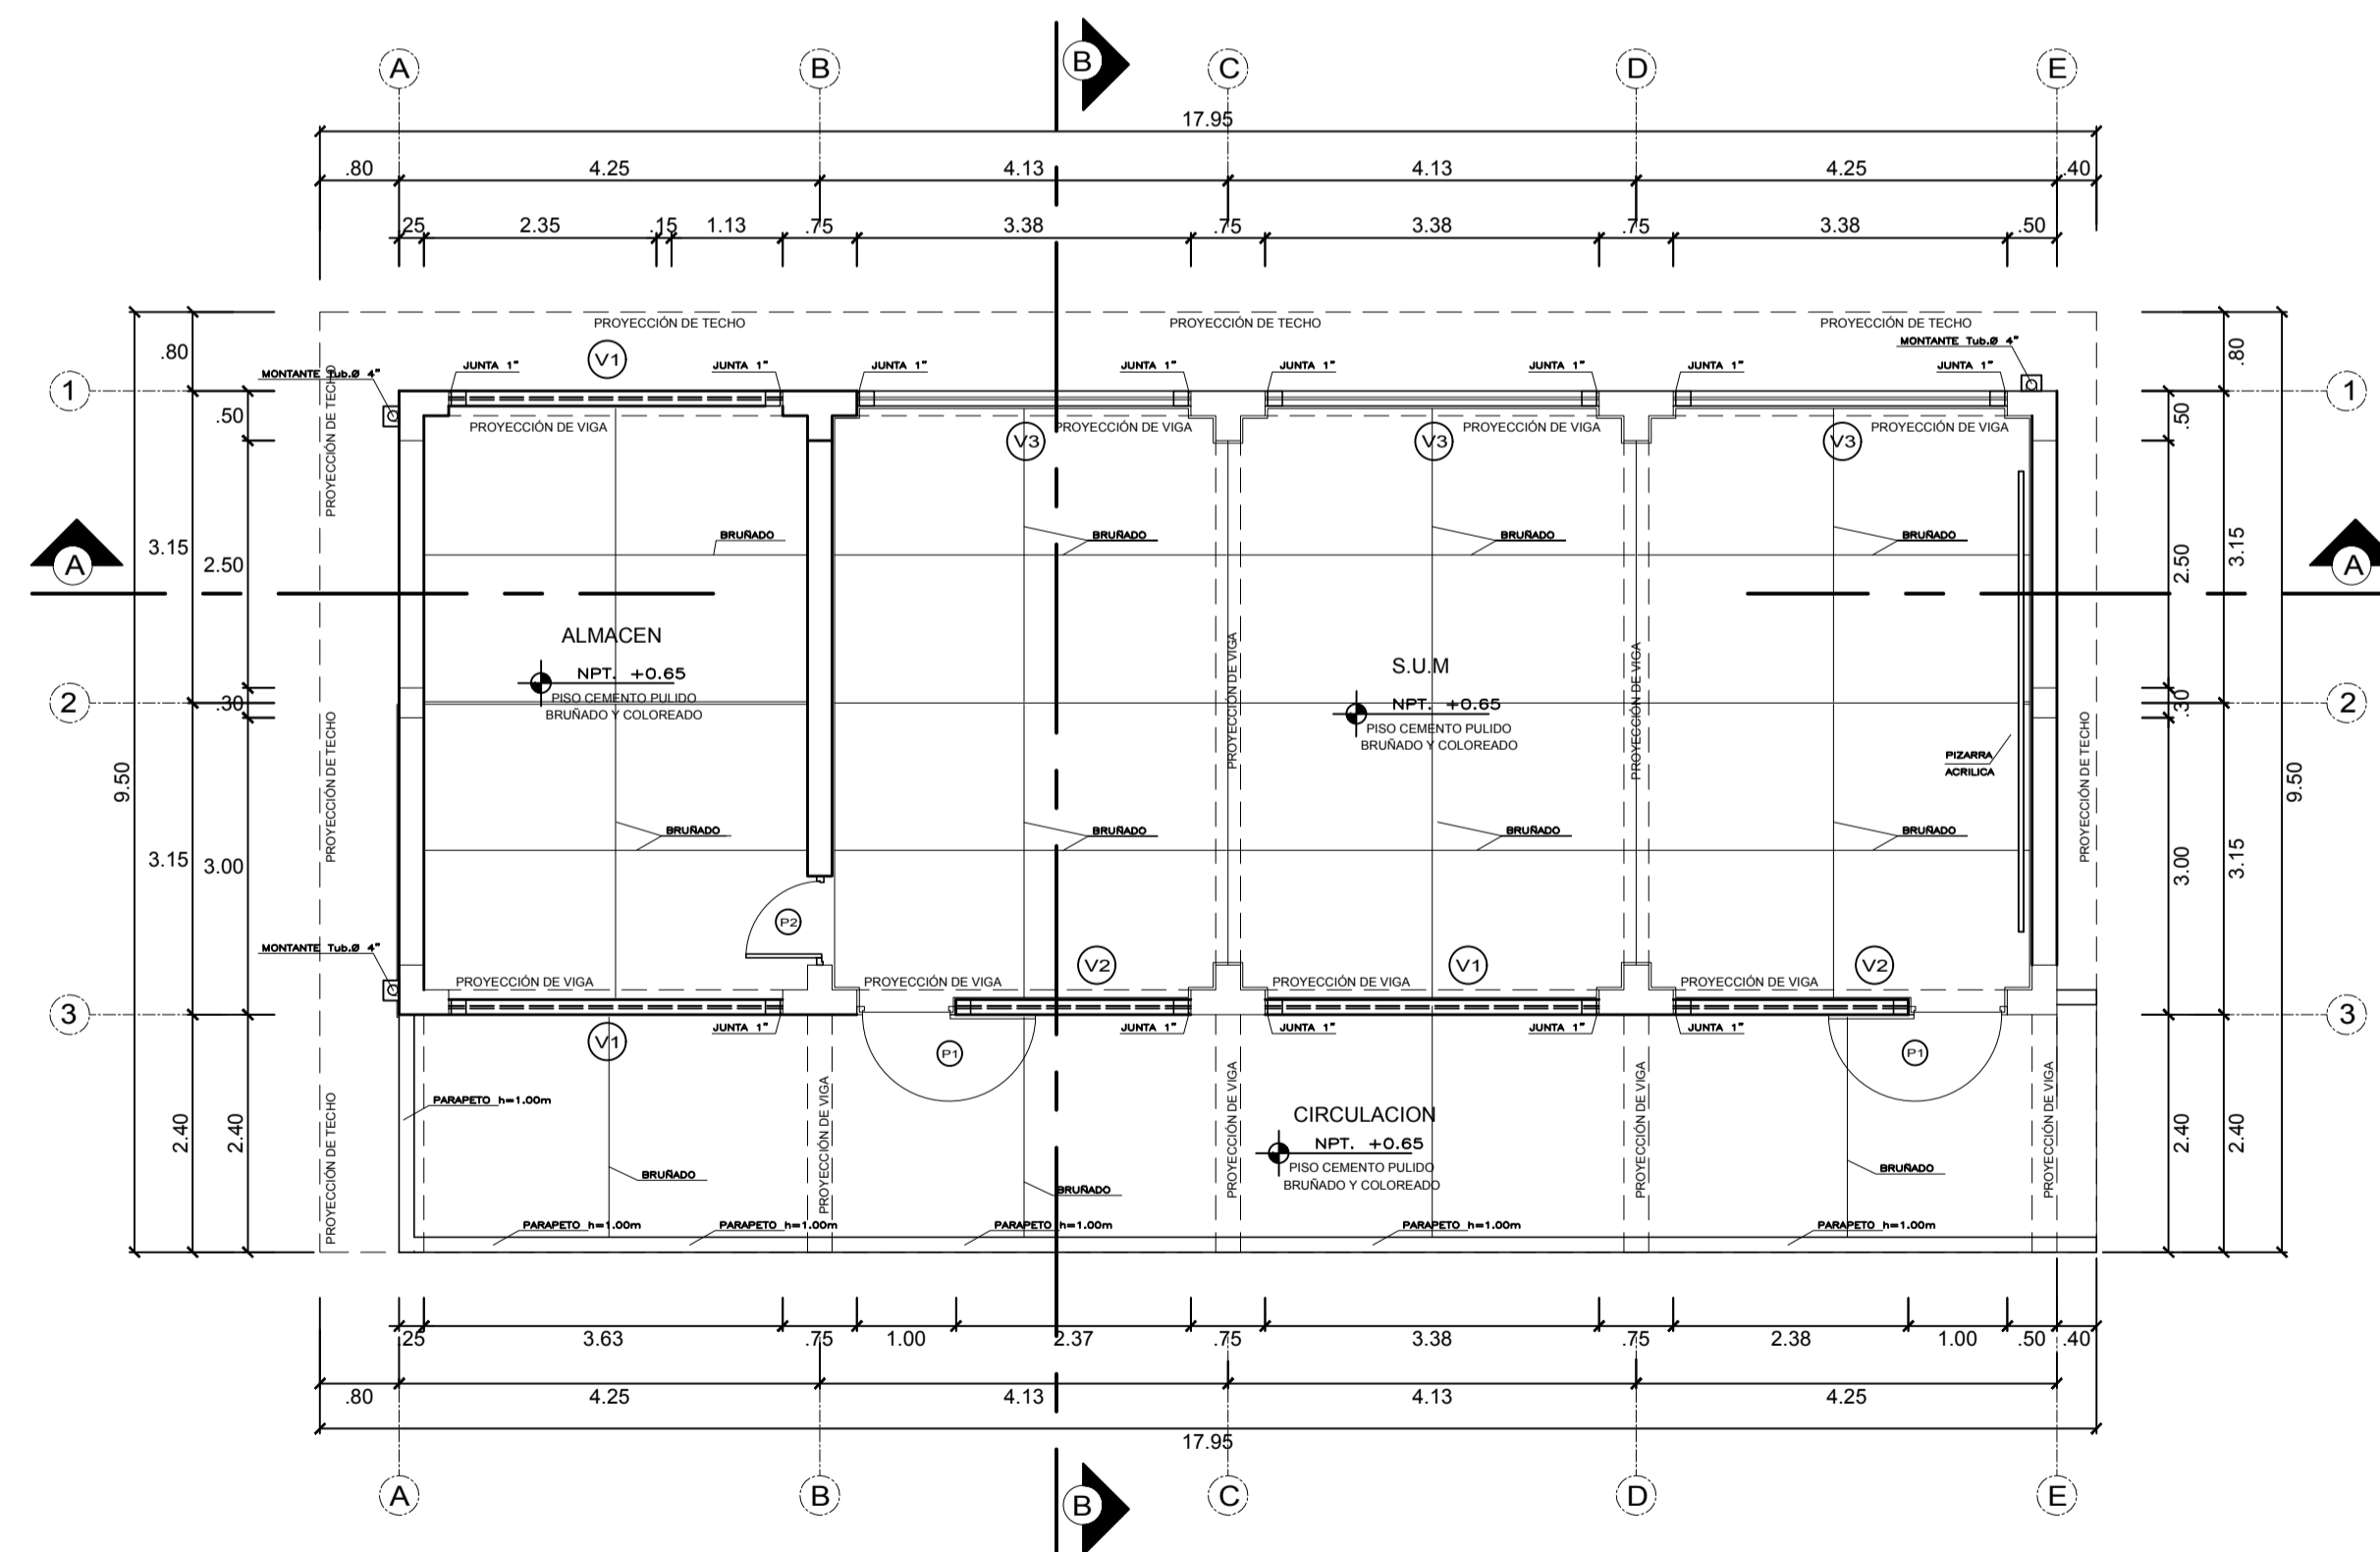 A B B C D E
17.95
.80 4.25 4.13 4.13 4.25 .40
.25 2.35 .15 1.13 .75 3.38 .75 3.38 .75 3.38 .50
PROYECCIÓN DE TECHO PROYECCIÓN DE TECHO PROYECCIÓN DE TECHO
.80 .80
MONTANTE Tub.Ø 4" MONTANTE Tub.Ø 4"
V1
JUNTA 1" JUNTA 1" JUNTA 1" JUNTA 1" JUNTA 1" JUNTA 1" JUNTA 1"
1 1
.50 .50
PROYECCIÓN DE VIGA PROYECCIÓN DE VIGA PROYECCIÓN DE VIGA PROYECCIÓN DE VIGA
V3 V3 V3
PROYECCIÓN DE TECHO
BRUÑADO BRUÑADO BRUÑADO BRUÑADO
3.15 2.50 2.50 3.15
A A
ALMACEN
NPT. +0.65
PISO CEMENTO PULIDO
BRUÑADO Y COLOREADO
S.U.M
NPT. +0.65
PISO CEMENTO PULIDO
BRUÑADO Y COLOREADO
PROYECCIÓN DE VIGA PROYECCIÓN DE VIGA
2 .30 .30 2
PIZARRA
ACRILICA
PROYECCIÓN DE TECHO PROYECCIÓN DE TECHO
9.50 9.50
BRUÑADO BRUÑADO BRUÑADO BRUÑADO
3.15 3.00 3.00 3.15
P2
MONTANTE Tub.Ø 4"
V2 V1 V2
PROYECCIÓN DE VIGA PROYECCIÓN DE VIGA PROYECCIÓN DE VIGA PROYECCIÓN DE VIGA
3 3
JUNTA 1" JUNTA 1" JUNTA 1" JUNTA 1" JUNTA 1"
V1 P1 P1
PARAPETO h=1.00m
PROYECCIÓN DE TECHO
PROYECCIÓN DE VIGA PROYECCIÓN DE VIGA PROYECCIÓN DE VIGA PROYECCIÓN DE VIGA
CIRCULACION
NPT. +0.65
PISO CEMENTO PULIDO
BRUÑADO Y COLOREADO
2.40 2.40 2.40 2.40
BRUÑADO BRUÑADO BRUÑADO
PARAPETO h=1.00m PARAPETO h=1.00m PARAPETO h=1.00m PARAPETO h=1.00m PARAPETO h=1.00m
.25 3.63 .75 1.00 2.37 .75 3.38 .75 2.38 1.00 .50 .40
.80 4.25 4.13 4.13 4.25
17.95
A B B C D E